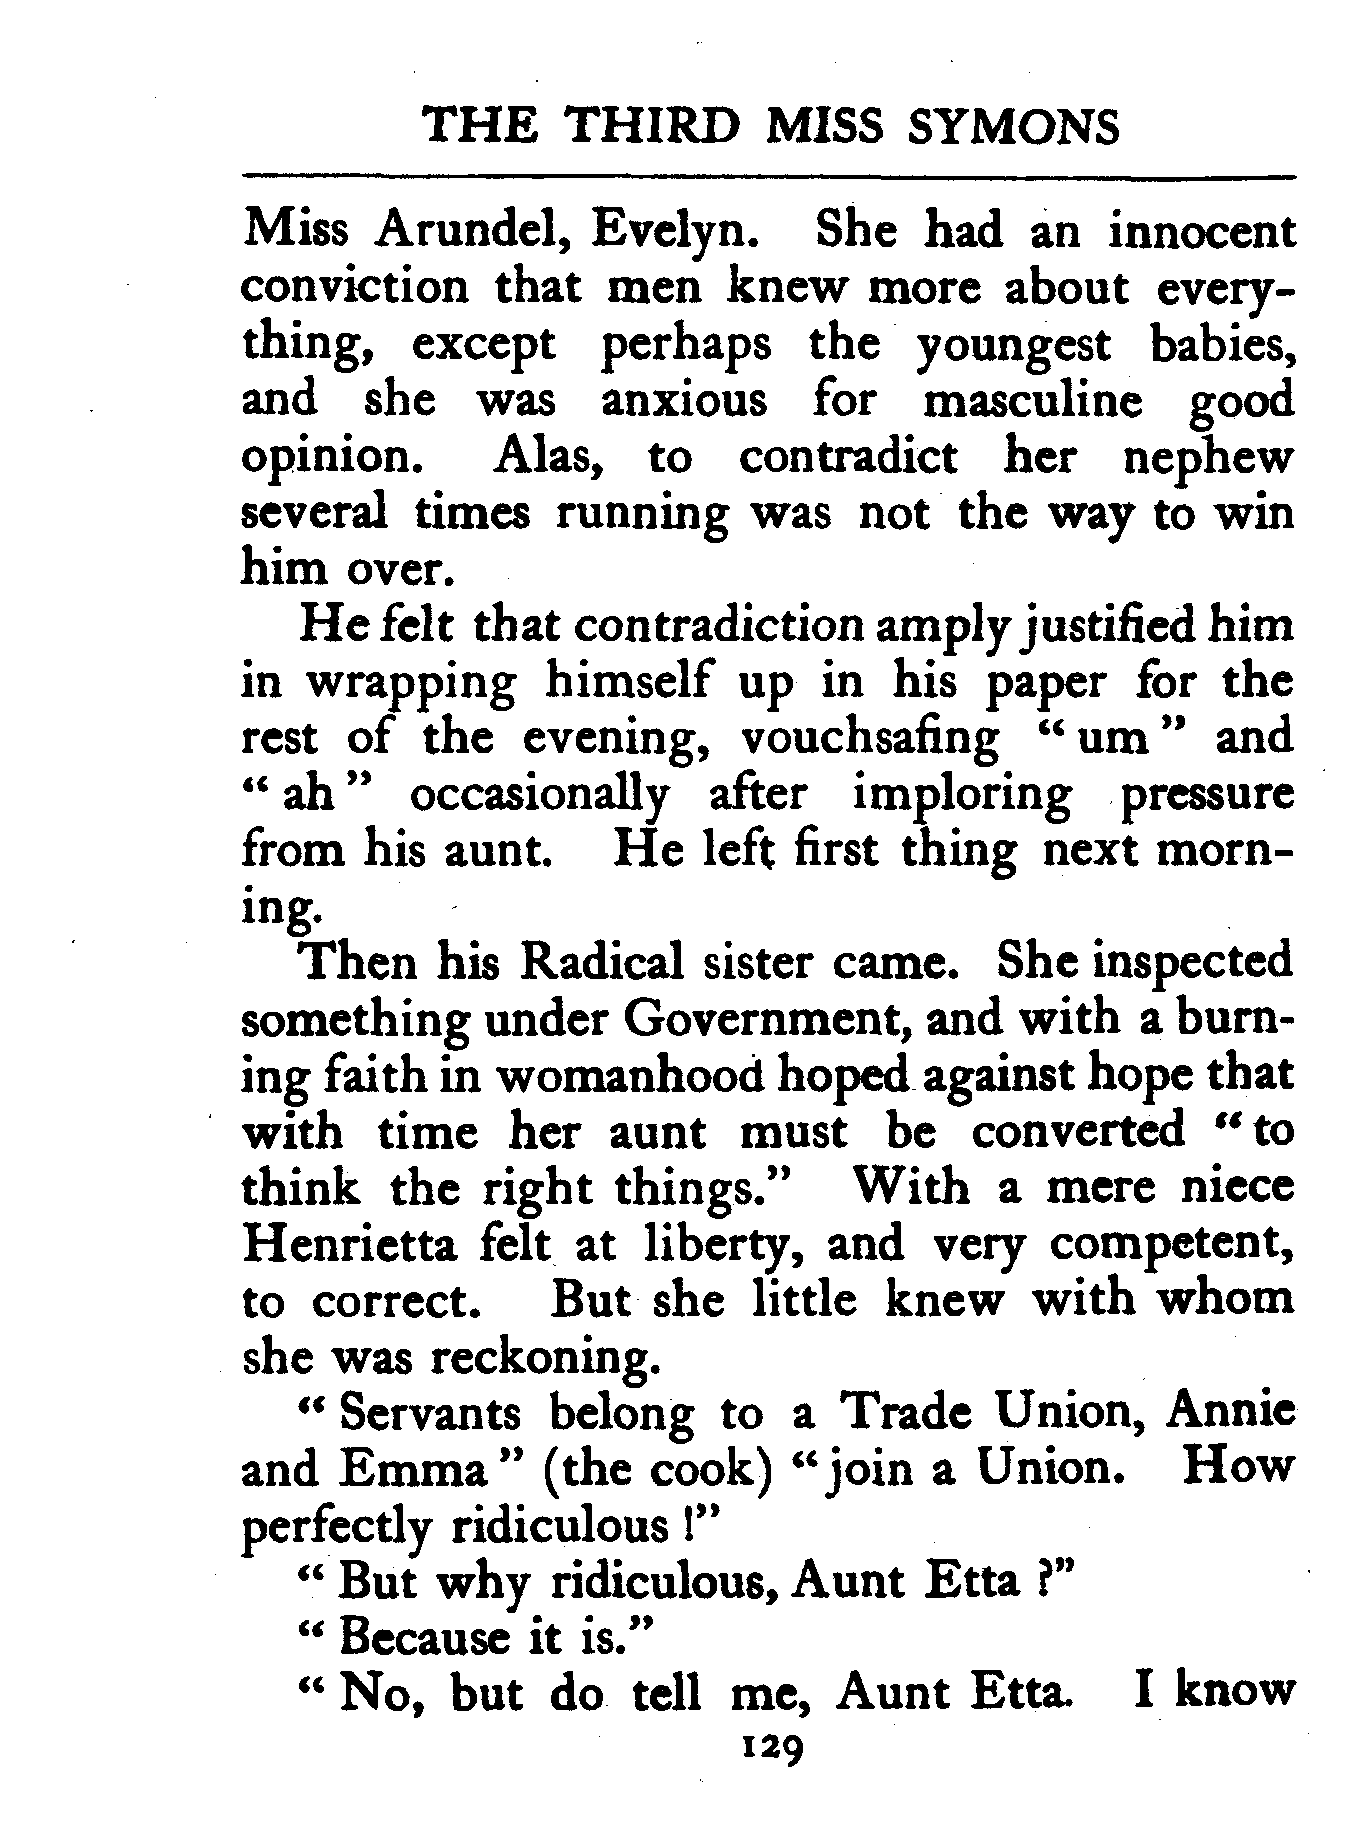 THE THIRD MISS SYMONS
Miss Arundel, Evelyn. She had an innocent
conviction that men knew more about every-
thing, except perhaps the youngest babies,
and she was anxious for masculine good
opinion. Alas, to contradict her nephew
several times running was not the way to win
him over.
He felt that contradiction amply justified him
in wrapping himself up in his paper for the
rest of the evening, vouchsafing “ um ” and
“ ah ” occasionally after imploring pressure
from his aunt. He left first thing next morn-
ing.
Then his Radical sister came. She inspected
something under Government, and with a burn-
ing faith in womanhood hoped against hope that
with time her aunt must be converted “ to
think the right things.” With a mere niece
Henrietta felt at liberty, and very competent,
to correct. But she little knew with whom
she was reckoning.
“ Servants belong to a Trade Union, Annie
and Emma ” (the cook) “ join a Union. How
perfectly ridiculous !”
“ But why ridiculous, Aunt Etta ?”
“ Because it is.”
“ No, but do tell me, Aunt Etta. I know
129